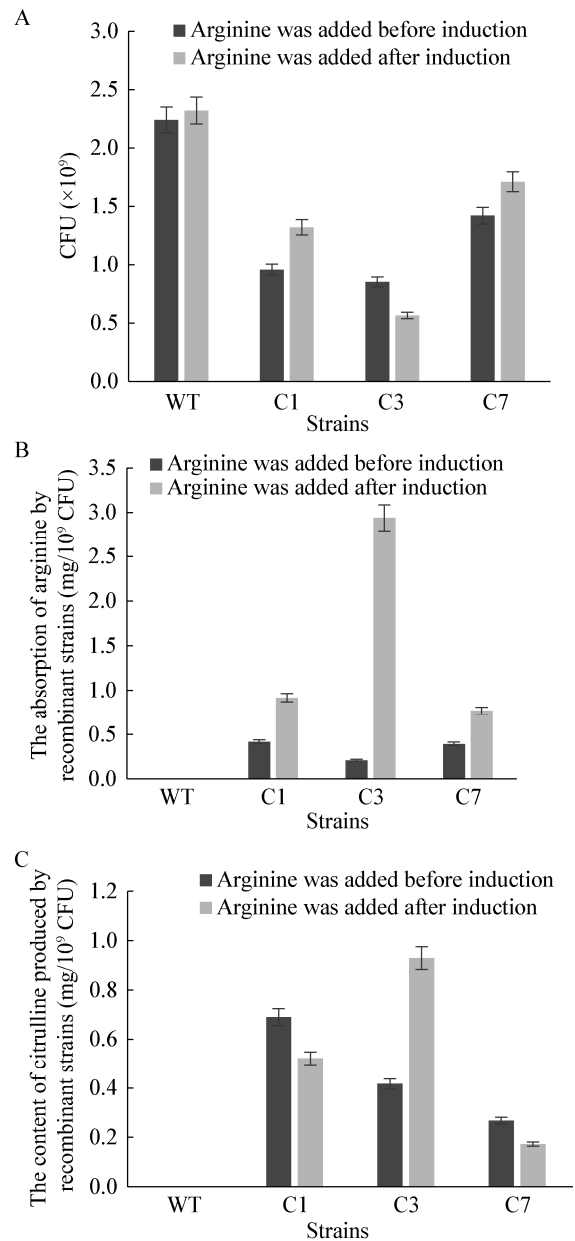 A
Arginine was added before induction
Arginine was added after induction
CFU (×10⁹)
3.0
2.5
2.0
1.5
1.0
0.5
0.0
WT C1 C3 C7
Strains
B
Arginine was added before induction
Arginine was added after induction
The absorption of arginine by
recombinant strains (mg/10⁹ CFU)
3.5
3.0
2.5
2.0
1.5
1.0
0.5
0.0
WT C1 C3 C7
Strains
C
Arginine was added before induction
Arginine was added after induction
The content of citrulline produced by
recombinant strains (mg/10⁹ CFU)
1.2
1.0
0.8
0.6
0.4
0.2
0.0
WT C1 C3 C7
Strains